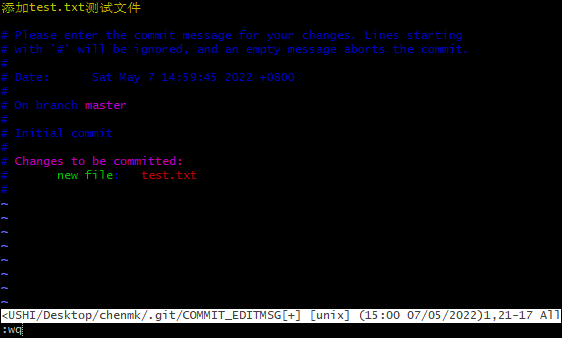 添加test.txt测试文件
# Please enter the commit message for your changes. Lines starting
# with '#' will be ignored, and an empty message aborts the commit.
#
# Date:      Sat May 7 14:59:45 2022 +0800
#
# On branch master
#
# Initial commit
#
# Changes to be committed:
#       new file:   test.txt
#
~
~
~
~
~
~
~
~
<USHI/Desktop/chenmk/.git/COMMIT_EDITMSG[+] [unix] (15:00 07/05/2022)1,21-17 All
:wq